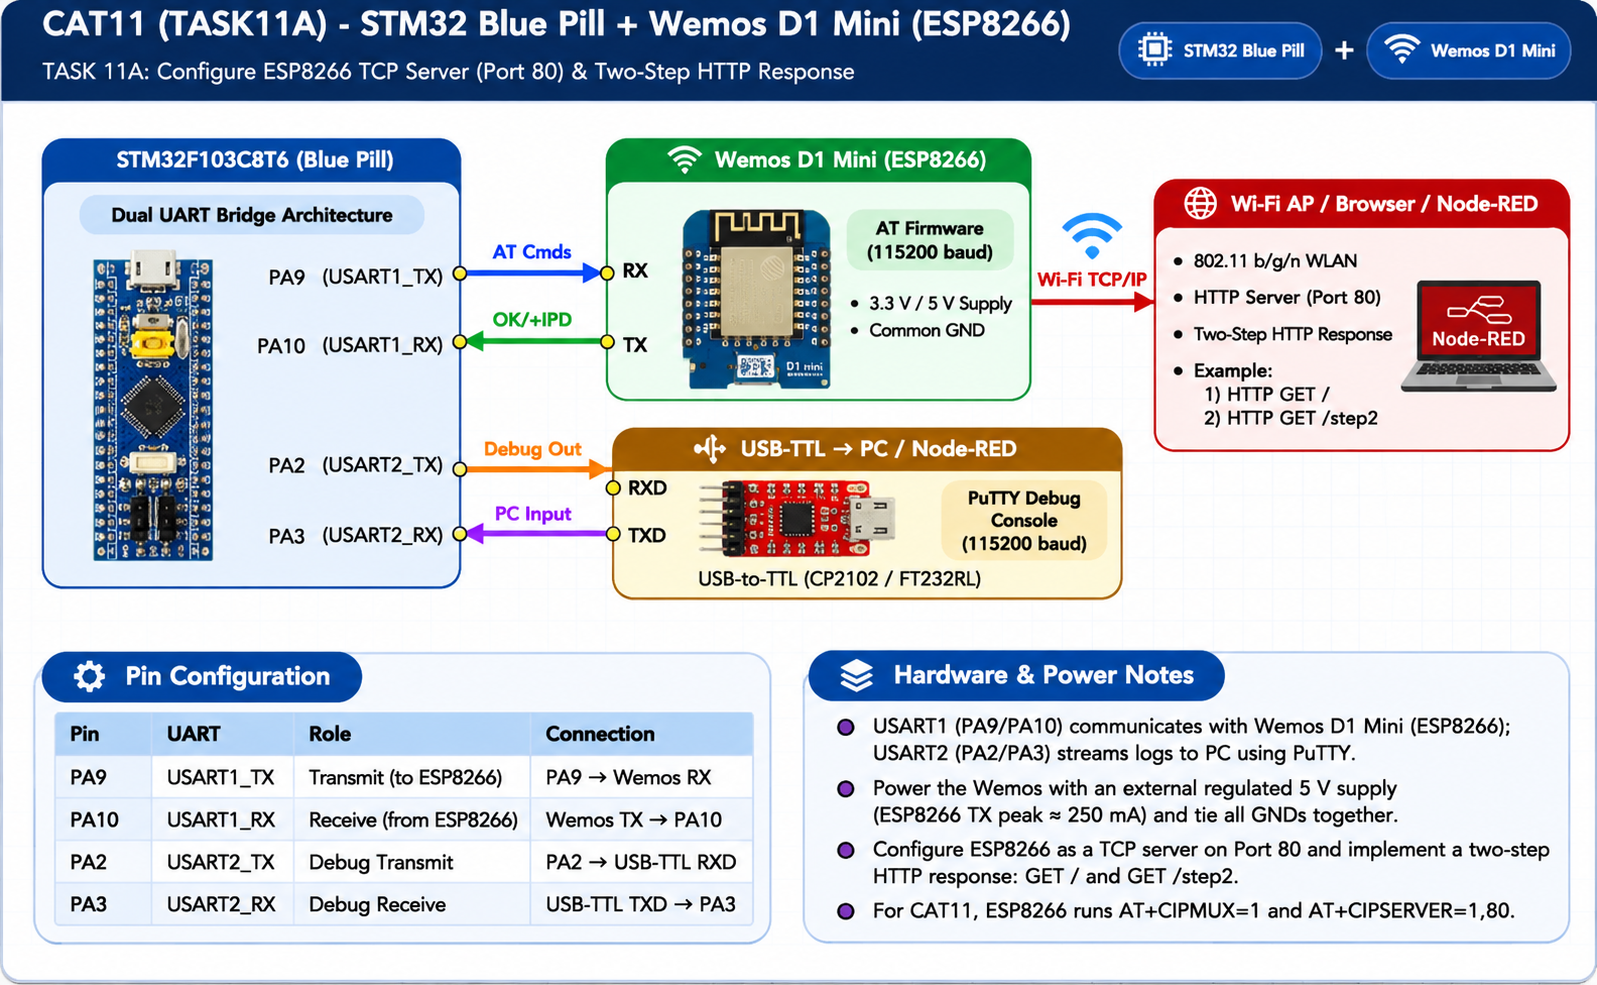 CAT11 (TASK11A) - STM32 Blue Pill + Wemos D1 Mini (ESP8266)
TASK 11A: Configure ESP8266 TCP Server (Port 80) & Two-Step HTTP Response
STM32 Blue Pill
+
Wemos D1 Mini
STM32F103C8T6 (Blue Pill)
Dual UART Bridge Architecture
PA9 (USART1_TX)
PA10 (USART1_RX)
PA2 (USART2_TX)
PA3 (USART2_RX)
AT Cmds
OK/+IPD
Debug Out
PC Input
Wemos D1 Mini (ESP8266)
RX
TX
D1 mini
AT Firmware
(115200 baud)
• 3.3 V / 5 V Supply
• Common GND
Wi-Fi TCP/IP
Wi-Fi AP / Browser / Node-RED
• 802.11 b/g/n WLAN
• HTTP Server (Port 80)
• Two-Step HTTP Response
• Example:
1) HTTP GET /
2) HTTP GET /step2
Node-RED
USB-TTL → PC / Node-RED
RXD
TXD
PuTTY Debug
Console
(115200 baud)
USB-to-TTL (CP2102 / FT232RL)
Pin Configuration
Pin UART Role Connection
PA9 USART1_TX Transmit (to ESP8266) PA9 → Wemos RX
PA10 USART1_RX Receive (from ESP8266) Wemos TX → PA10
PA2 USART2_TX Debug Transmit PA2 → USB-TTL RXD
PA3 USART2_RX Debug Receive USB-TTL TXD → PA3
Hardware & Power Notes
USART1 (PA9/PA10) communicates with Wemos D1 Mini (ESP8266);
USART2 (PA2/PA3) streams logs to PC using PuTTY.
Power the Wemos with an external regulated 5 V supply
(ESP8266 TX peak ≈ 250 mA) and tie all GNDs together.
Configure ESP8266 as a TCP server on Port 80 and implement a two-step
HTTP response: GET / and GET /step2.
For CAT11, ESP8266 runs AT+CIPMUX=1 and AT+CIPSERVER=1,80.